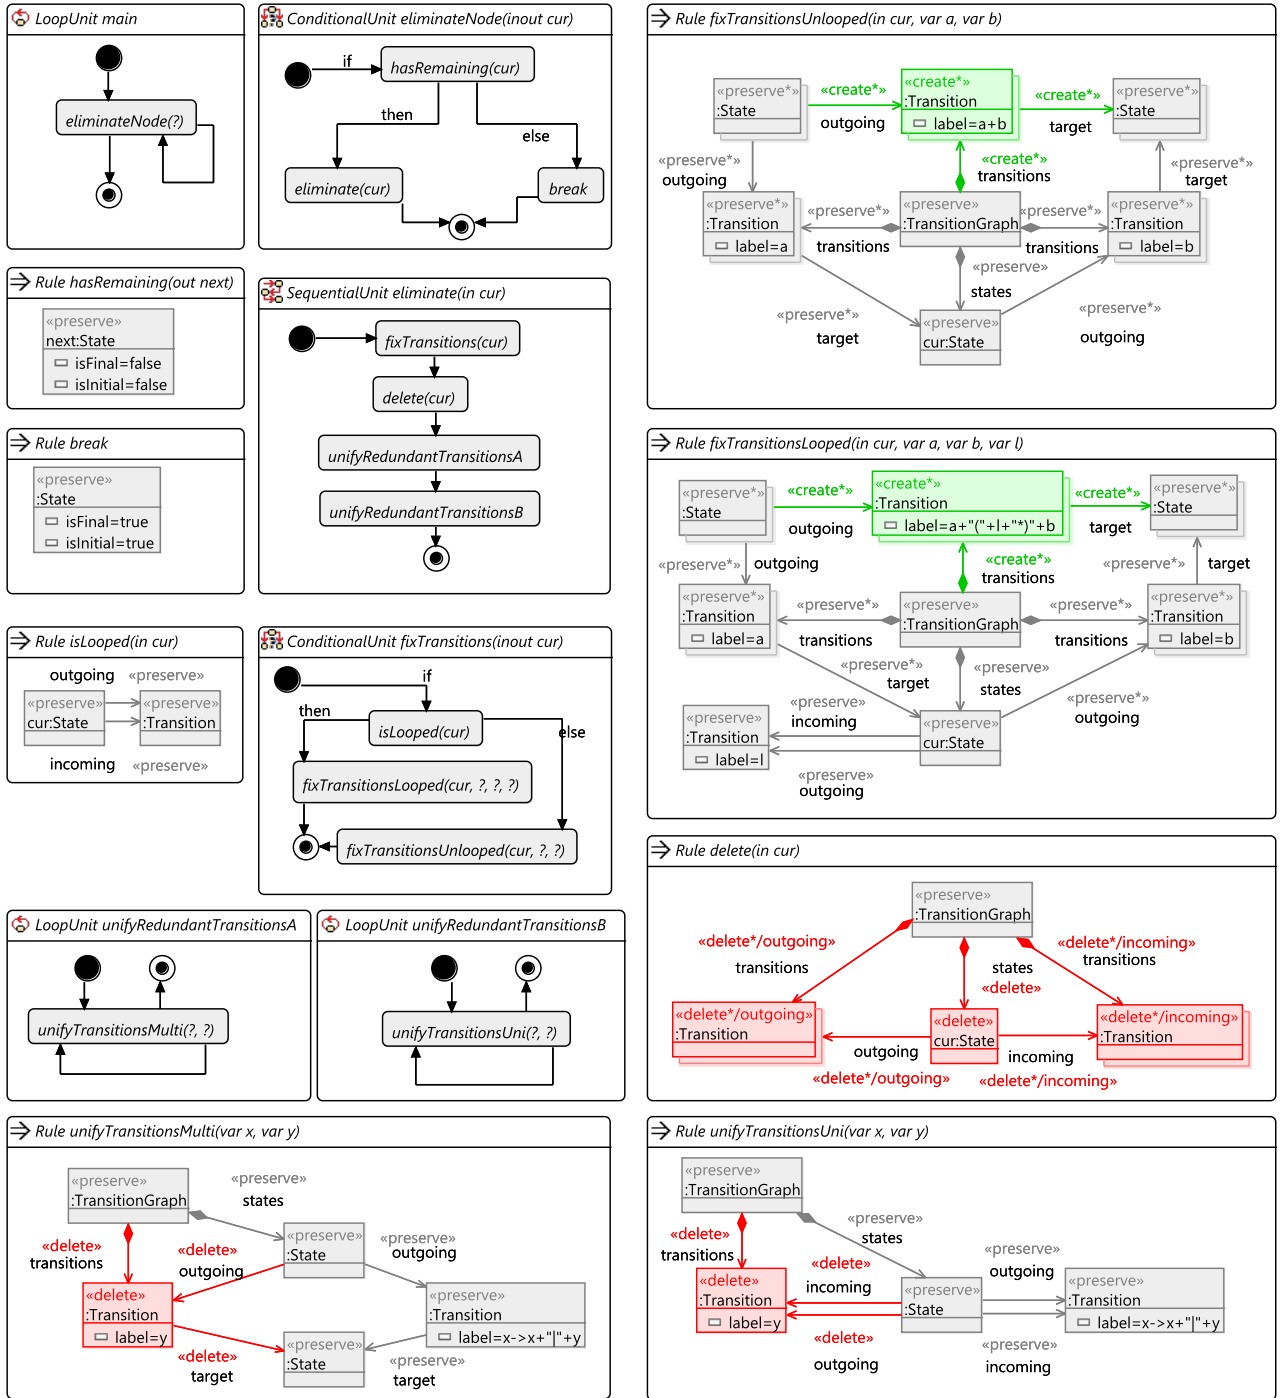 LoopUnit main
eliminateNode(?)
ConditionalUnit eliminateNode(inout cur)
if
hasRemaining(cur)
then
else
eliminate(cur)
break
Rule fixTransitionsUnlooped(in cur, var a, var b)
«preserve*»
:State
«create*»
outgoing
«create*»
:Transition
label=a+b
«create*»
target
«preserve*»
:State
«preserve*»
outgoing
«create*»
transitions
«preserve*»
target
«preserve*»
:Transition
label=a
«preserve*»
transitions
«preserve»
:TransitionGraph
«preserve*»
transitions
«preserve*»
:Transition
label=b
«preserve»
states
«preserve*»
target
«preserve»
cur:State
«preserve*»
outgoing
Rule hasRemaining(out next)
«preserve»
next:State
isFinal=false
isInitial=false
SequentialUnit eliminate(in cur)
fixTransitions(cur)
delete(cur)
unifyRedundantTransitionsA
unifyRedundantTransitionsB
Rule break
«preserve»
:State
isFinal=true
isInitial=true
Rule fixTransitionsLooped(in cur, var a, var b, var l)
«preserve*»
:State
«create*»
outgoing
«create*»
:Transition
label=a+"("+l+"*)"+b
«create*»
target
«preserve*»
:State
«preserve*»
outgoing
«create*»
transitions
«preserve*»
target
«preserve*»
:Transition
label=a
«preserve*»
transitions
«preserve»
:TransitionGraph
«preserve*»
transitions
«preserve*»
:Transition
label=b
«preserve*»
target
«preserve»
states
«preserve*»
outgoing
«preserve»
:Transition
label=l
«preserve»
incoming
«preserve»
cur:State
«preserve»
outgoing
Rule isLooped(in cur)
outgoing
«preserve»
«preserve»
cur:State
«preserve»
:Transition
incoming
«preserve»
ConditionalUnit fixTransitions(inout cur)
if
then
isLooped(cur)
else
fixTransitionsLooped(cur, ?, ?, ?)
fixTransitionsUnlooped(cur, ?, ?)
Rule delete(in cur)
«preserve»
:TransitionGraph
«delete*/outgoing»
transitions
states
«delete»
«delete*/incoming»
transitions
«delete*/outgoing»
:Transition
«delete»
cur:State
«delete*/incoming»
:Transition
outgoing
«delete*/outgoing»
incoming
«delete*/incoming»
LoopUnit unifyRedundantTransitionsA
unifyTransitionsMulti(?, ?)
LoopUnit unifyRedundantTransitionsB
unifyTransitionsUni(?, ?)
Rule unifyTransitionsMulti(var x, var y)
«preserve»
:TransitionGraph
«preserve»
states
«delete»
transitions
«delete»
outgoing
«preserve»
:State
«preserve»
outgoing
«delete»
:Transition
label=y
«preserve»
:Transition
label=x->x+"|"+y
«delete»
target
«preserve»
:State
«preserve»
target
Rule unifyTransitionsUni(var x, var y)
«preserve»
:TransitionGraph
«preserve»
states
«delete»
transitions
«delete»
incoming
«preserve»
outgoing
«delete»
:Transition
label=y
«preserve»
:State
«preserve»
:Transition
label=x->x+"|"+y
«delete»
outgoing
«preserve»
incoming